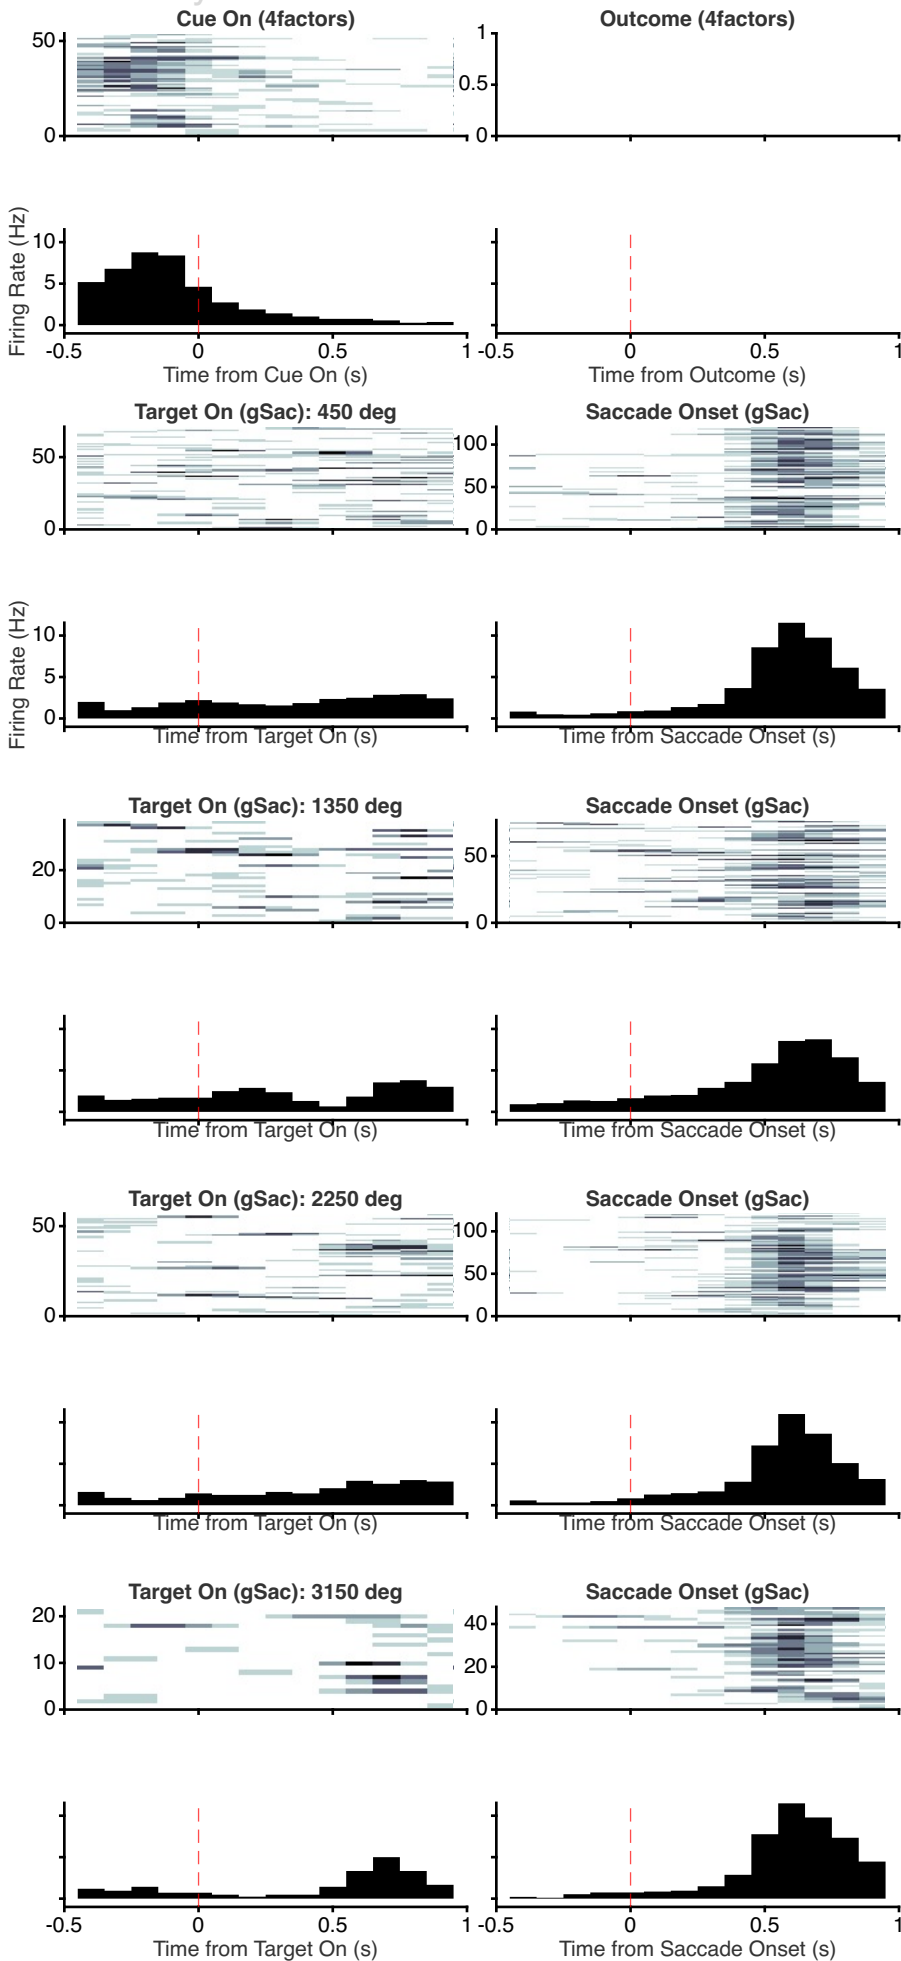 Cue On (4factors)
50
0
Outcome (4factors)
1
0.5
0
Firing Rate (Hz)
10
5
0
-0.5 0 0.5 1
Time from Cue On (s)
-0.5 0 0.5 1
Time from Outcome (s)
Target On (gSac): 450 deg
50
0
Saccade Onset (gSac)
100
50
0
Firing Rate (Hz)
10
5
0
Time from Target On (s)
Time from Saccade Onset (s)
Target On (gSac): 1350 deg
20
0
Saccade Onset (gSac)
50
0
Time from Target On (s)
Time from Saccade Onset (s)
Target On (gSac): 2250 deg
50
0
Saccade Onset (gSac)
100
50
0
Time from Target On (s)
Time from Saccade Onset (s)
Target On (gSac): 3150 deg
20
10
0
Saccade Onset (gSac)
40
20
0
-0.5 0 0.5 1
Time from Target On (s)
-0.5 0 0.5 1
Time from Saccade Onset (s)